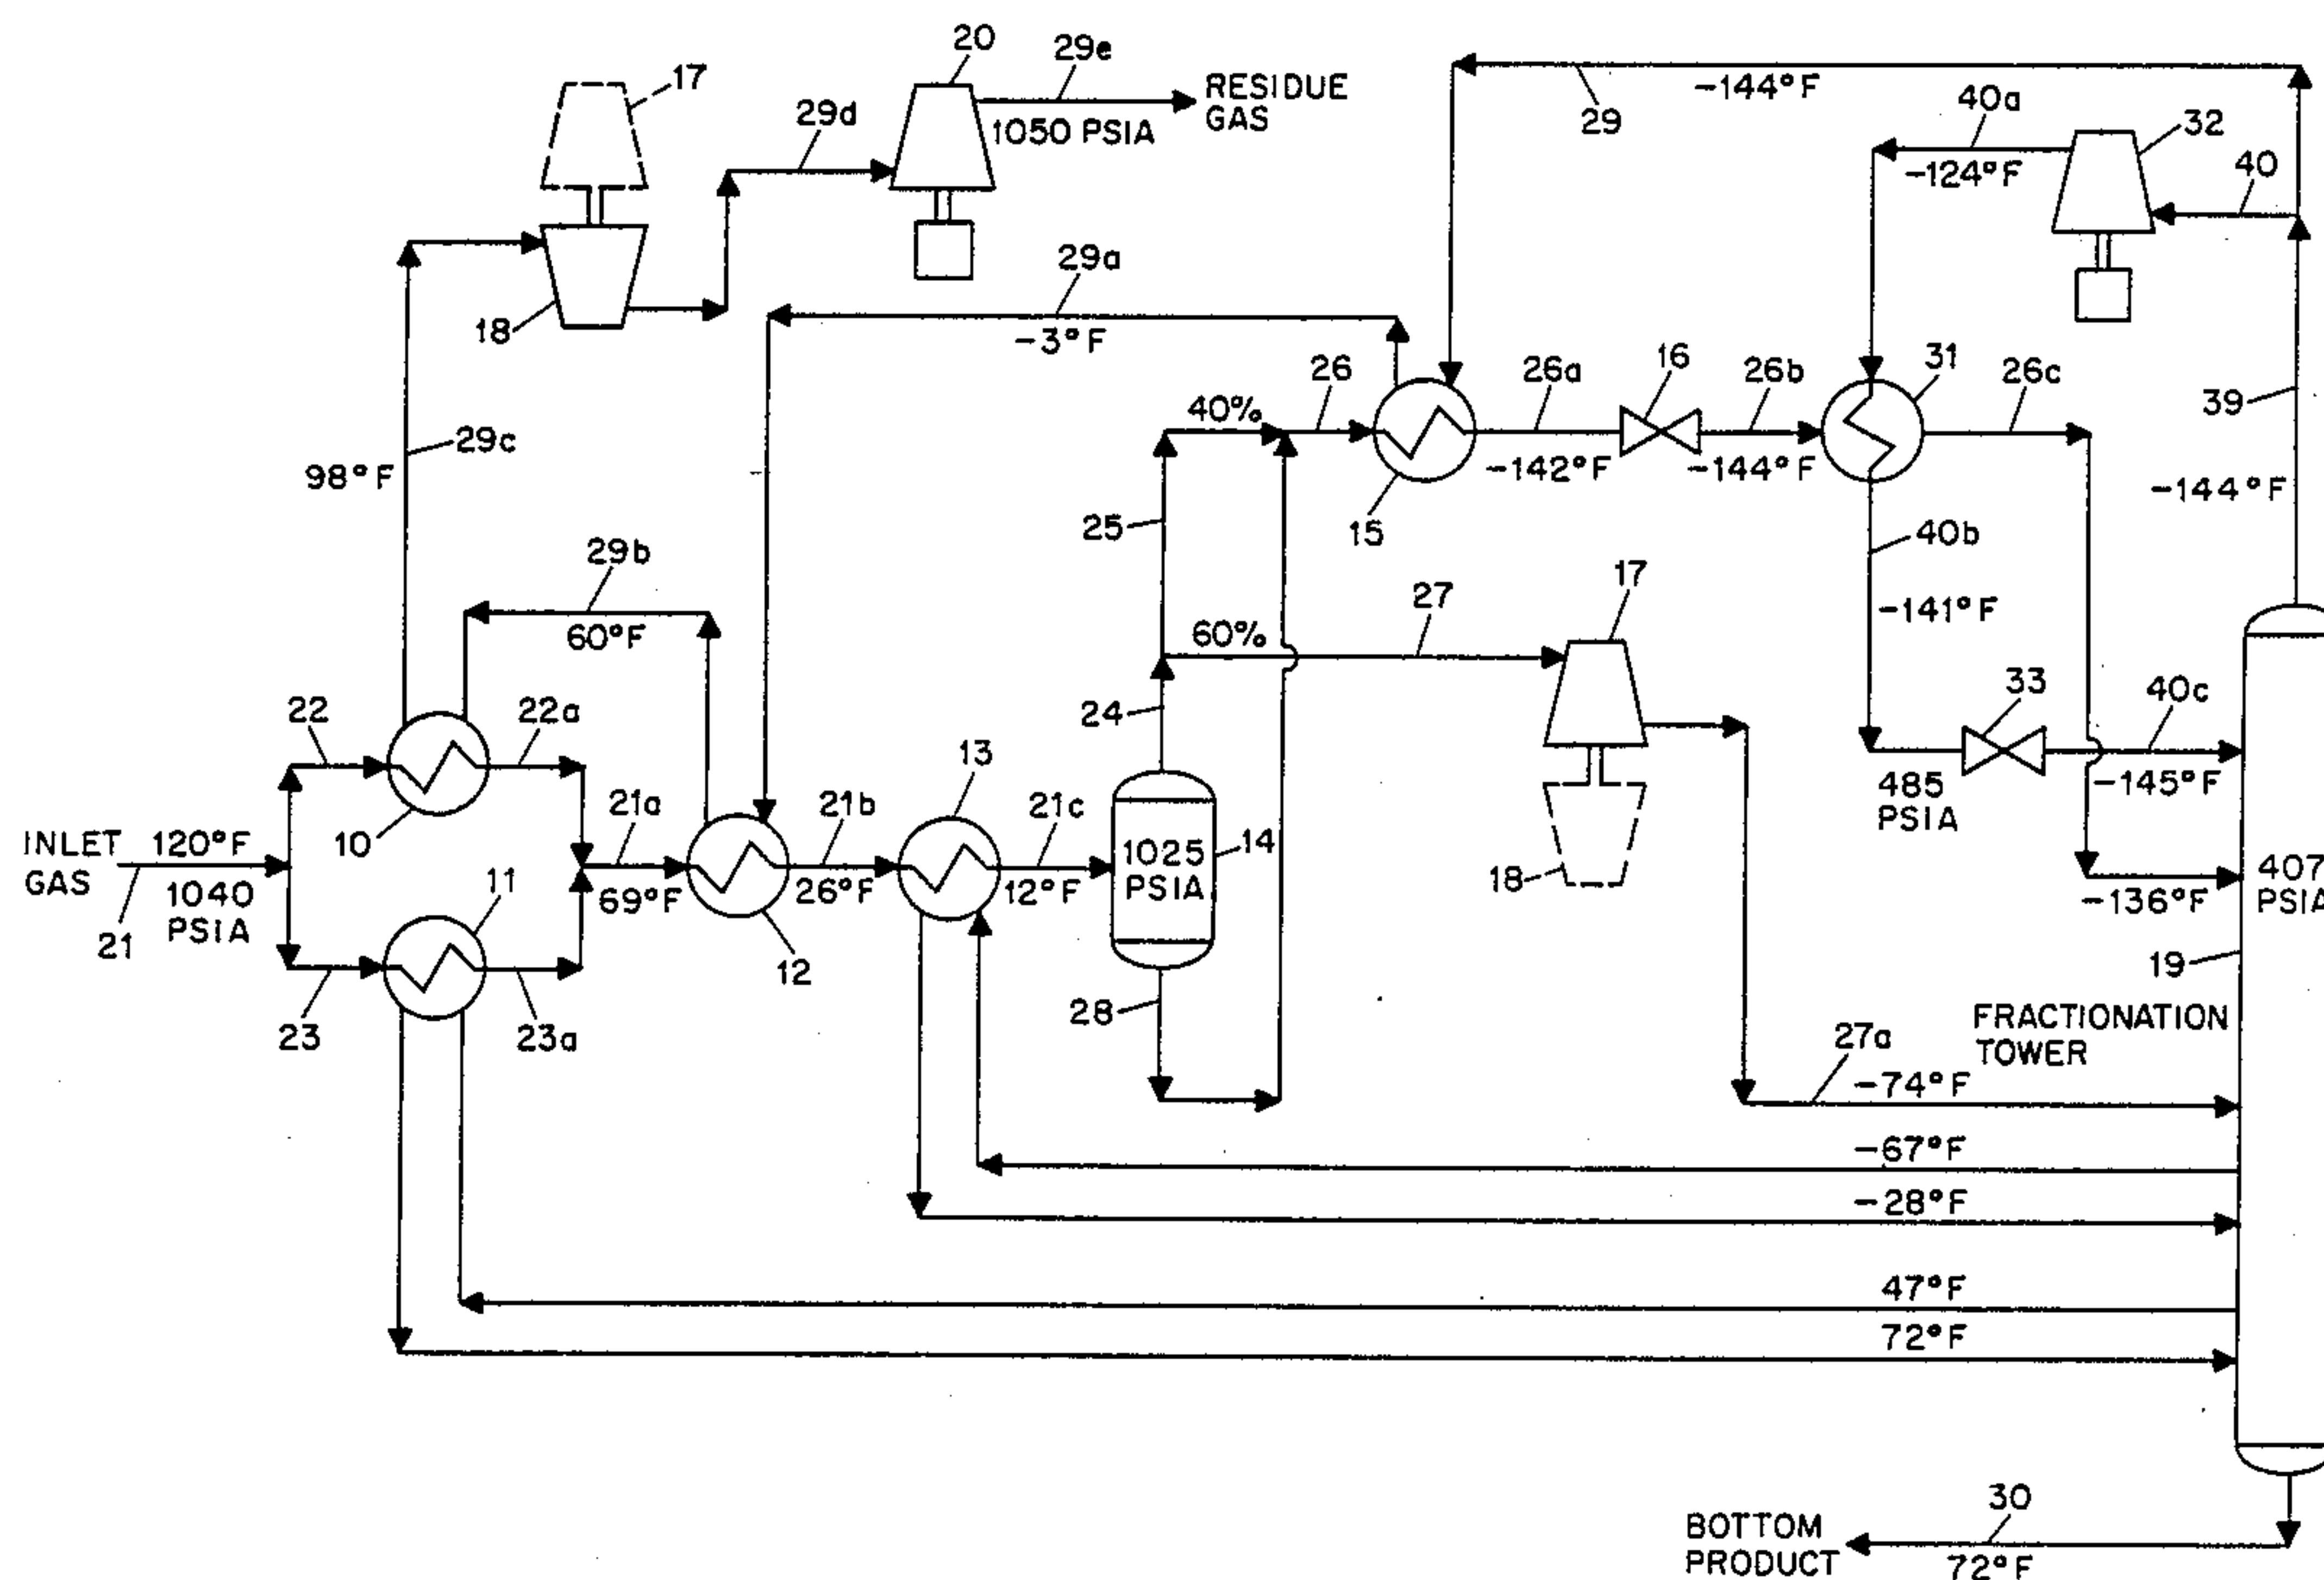 20
29e
17
RESIDUE
GAS
1050 PSIA
29d
-144°F
29
40a
32
-124°F
40
29a
18
-3°F
26
26a
16
26b
31
26c
40%
39
29c
98°F
-142°F
-144°F
-144°F
25
15
40b
29b
60°F
27
17
-141°F
60%
33
40c
22
22a
24
13
21a
21b
21c
485
PSIA
-145°F
INLET
GAS
120°F
10
1040
PSIA
11
69°F
26°F
12°F
1025
PSIA
14
18
407
PSIA
-136°F
21
12
19
23
23a
28
FRACTIONATION
TOWER
27a
-74°F
-67°F
-28°F
47°F
72°F
30
BOTTOM
PRODUCT
72°F